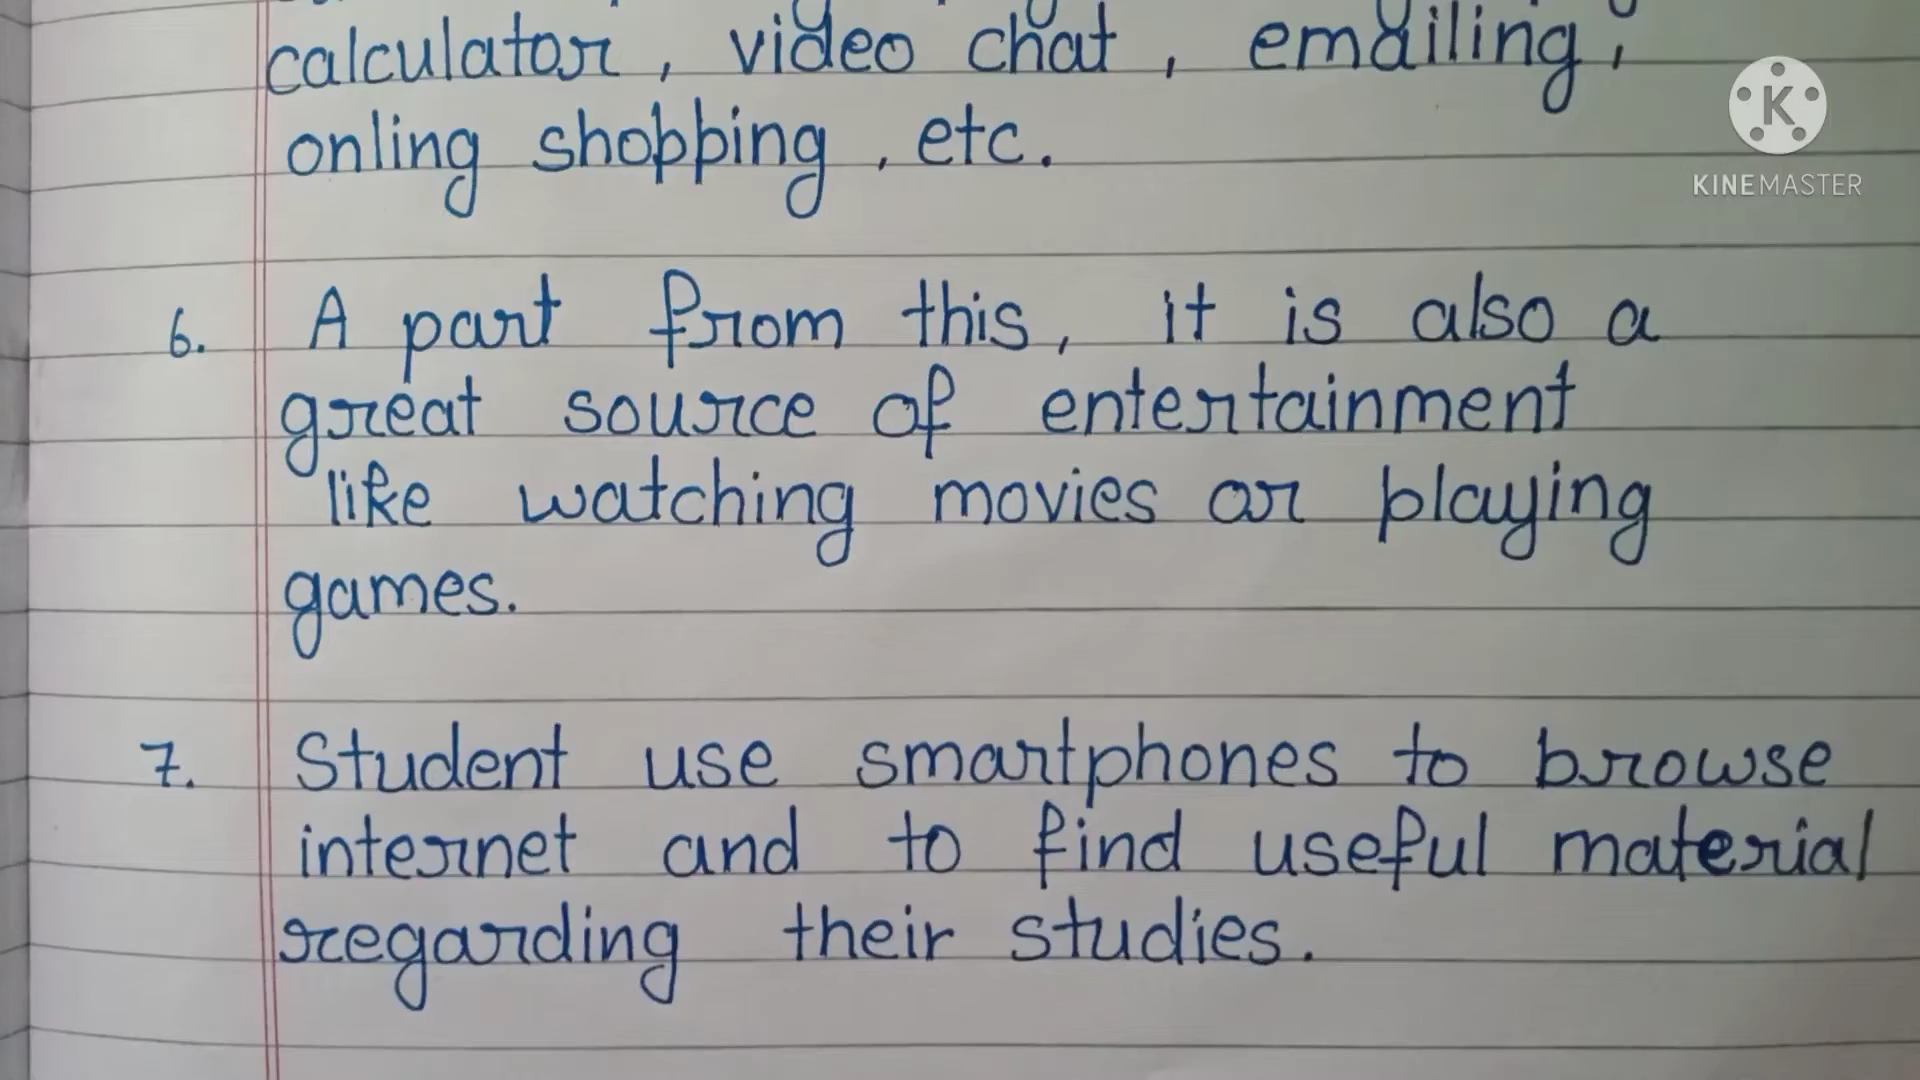 calculator, video chat, emailing,
onling shopping, etc.
6. A part from this, it is also a
great source of entertainment
like watching movies or playing
games.
7. Student use smartphones to browse
internet and to find useful material
regarding their studies.
K
KINEMASTER